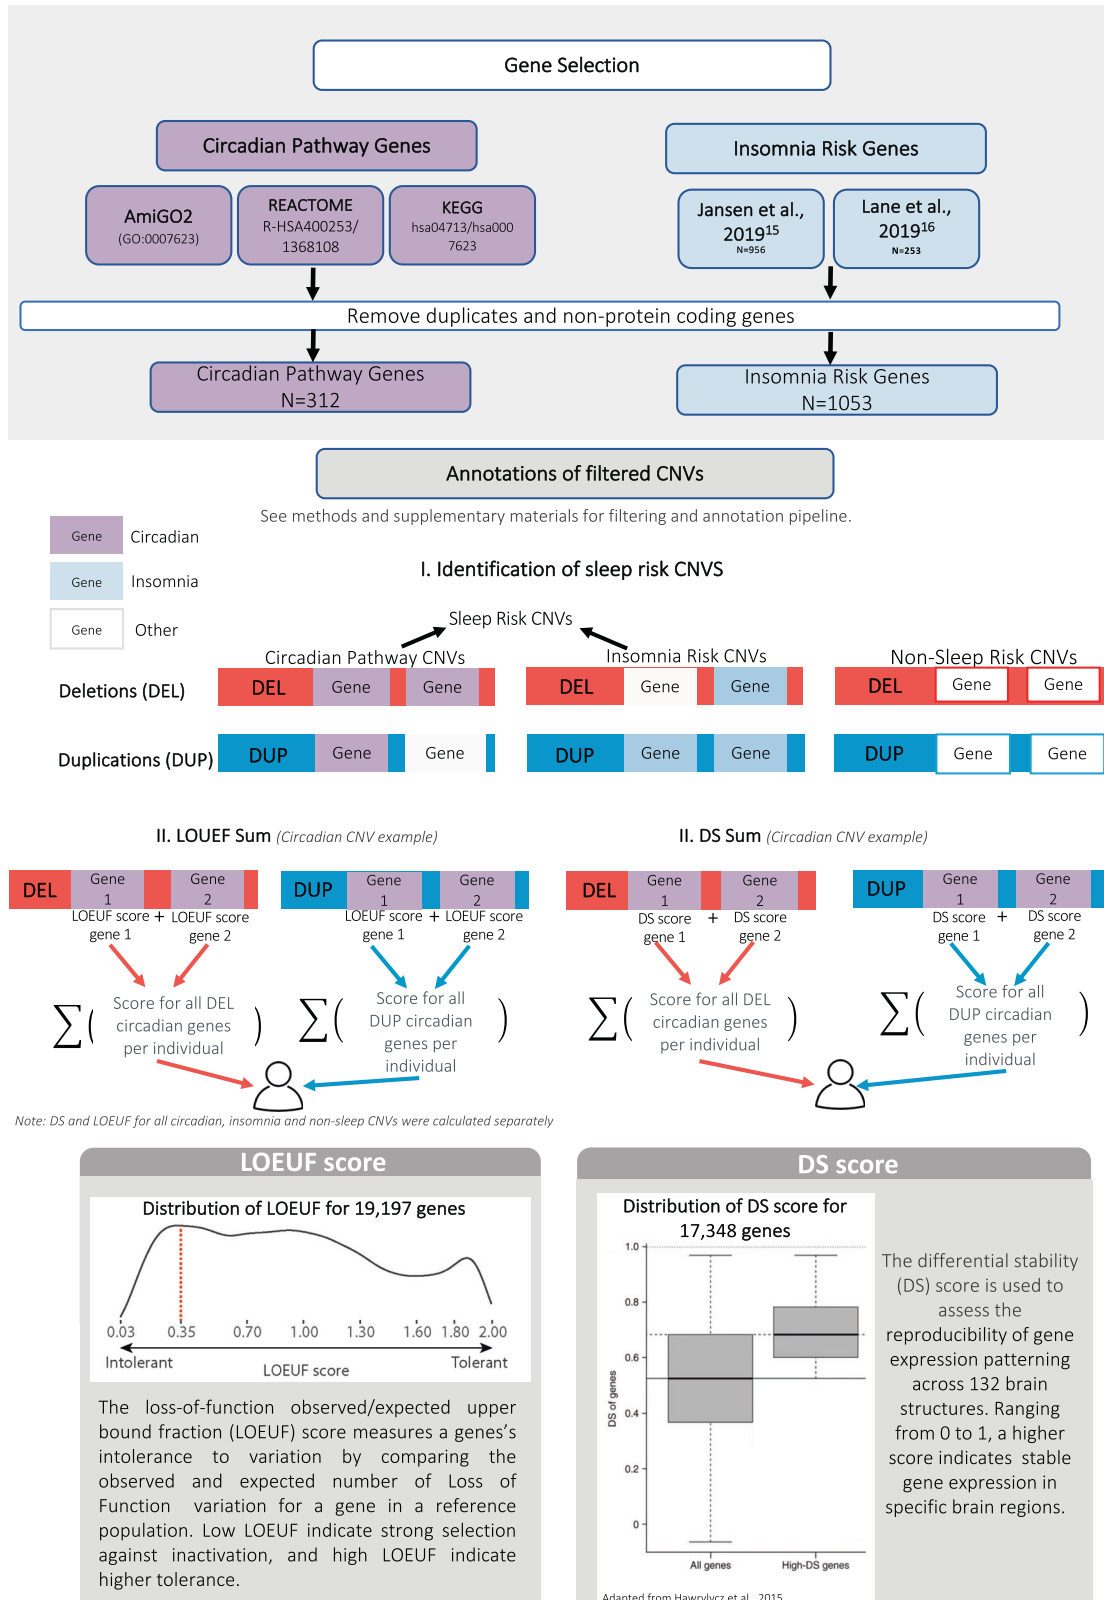 Gene Selection
Circadian Pathway Genes
Insomnia Risk Genes
AmiGO2
(GO:0007623)
REACTOME
R-HSA400253/
1368108
KEGG
hsa04713/hsa000
7623
Jansen et al.,
2019¹⁵
N=956
Lane et al.,
2019¹⁶
N=253
Remove duplicates and non-protein coding genes
Circadian Pathway Genes
N=312
Insomnia Risk Genes
N=1053
Annotations of filtered CNVs
See methods and supplementary materials for filtering and annotation pipeline.
Gene Circadian
Gene Insomnia
Gene Other
I. Identification of sleep risk CNVS
Sleep Risk CNVs
Circadian Pathway CNVs
Insomnia Risk CNVs
Non-Sleep Risk CNVs
Deletions (DEL)
DEL Gene Gene
DEL Gene Gene
DEL Gene Gene
Duplications (DUP)
DUP Gene Gene
DUP Gene Gene
DUP Gene Gene
II. LOUEF Sum (Circadian CNV example)
DEL
Gene
1
Gene
2
LOEUF score
gene 1
+
LOEUF score
gene 2
DUP
Gene
1
Gene
2
LOEUF score
gene 1
+
LOEUF score
gene 2
∑(
Score for all DEL
circadian genes
per individual
)
∑(
Score for all
DUP circadian
genes per
individual
)
II. DS Sum (Circadian CNV example)
DEL
Gene
1
Gene
2
DS score
gene 1
+
DS score
gene 2
DUP
Gene
1
Gene
2
DS score
gene 1
+
DS score
gene 2
∑(
Score for all DEL
circadian genes
per individual
)
∑(
Score for all
DUP circadian
genes per
individual
)
Note: DS and LOEUF for all circadian, insomnia and non-sleep CNVs were calculated separately
LOEUF score
Distribution of LOEUF for 19,197 genes
0.03 0.35 0.70 1.00 1.30 1.60 1.80 2.00
Intolerant
LOEUF score
Tolerant
The loss-of-function observed/expected upper
bound fraction (LOEUF) score measures a genes's
intolerance to variation by comparing the
observed and expected number of Loss of
Function variation for a gene in a reference
population. Low LOEUF indicate strong selection
against inactivation, and high LOEUF indicate
higher tolerance.
DS score
Distribution of DS score for
17,348 genes
DS of genes
1.0
0.8
0.6
0.4
0.2
0
All genes
High-DS genes
Adapted from Hawrylycz et al., 2015
The differential stability
(DS) score is used to
assess the
reproducibility of gene
expression patterning
across 132 brain
structures. Ranging
from 0 to 1, a higher
score indicates stable
gene expression in
specific brain regions.